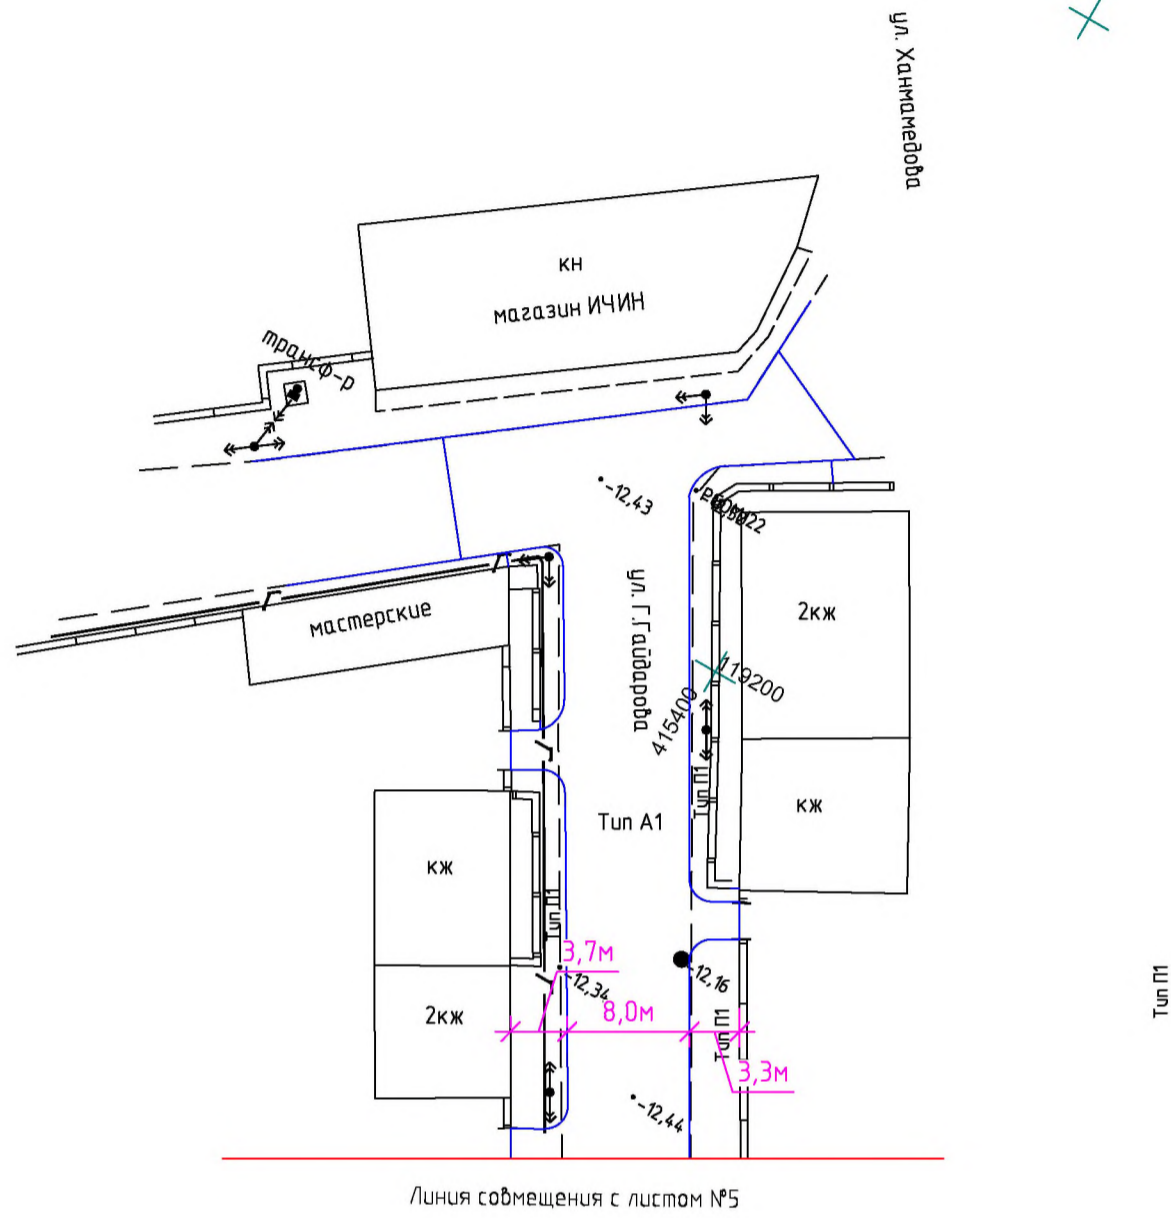 ул. Ханмамедова
кн
магазин ИЧИН
трансф-р
-12,43
мастерские
ул. Г.Гайдарова
2кж
119200
415400
Тип П1
кж
Тип А1
кж
Тип П1
3,7м
-12,34
-12,16
8,0м
2кж
Тип П1
3,3м
-12,44
Тип П1
Линия совмещения с листом №5